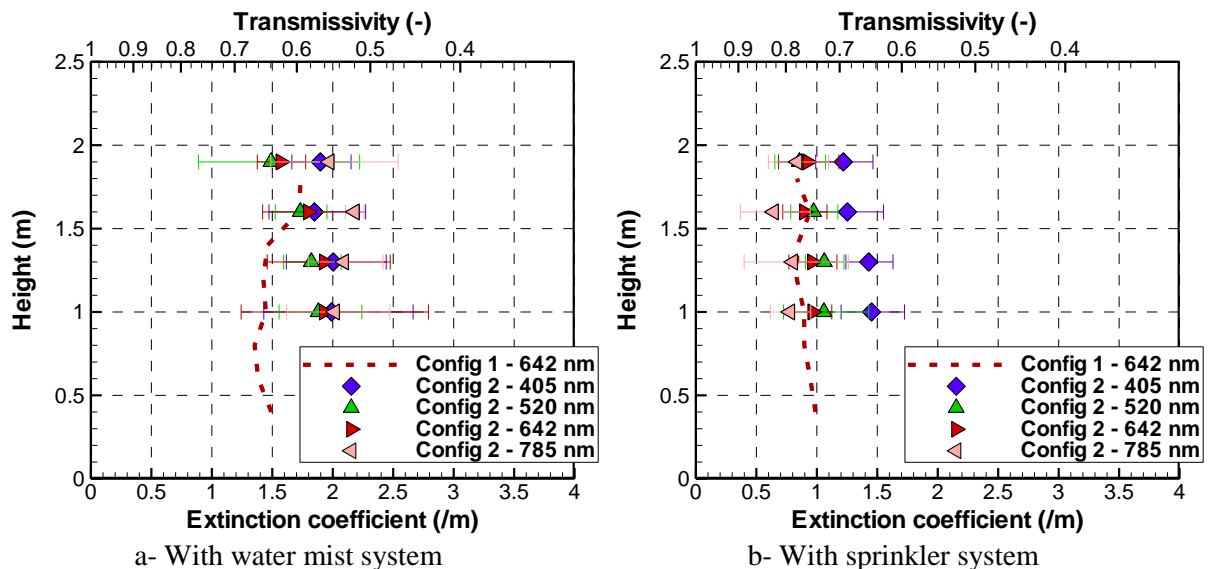 Transmissivity (-)
1 0.9 0.8 0.7 0.6 0.5 0.4
2.5
2
1.5
1
0.5
0
Height (m)
Config 1 - 642 nm
Config 2 - 405 nm
Config 2 - 520 nm
Config 2 - 642 nm
Config 2 - 785 nm
0 0.5 1 1.5 2 2.5 3 3.5 4
Extinction coefficient (/m)
a- With water mist system
Transmissivity (-)
1 0.9 0.8 0.7 0.6 0.5 0.4
2.5
2
1.5
1
0.5
0
Height (m)
Config 1 - 642 nm
Config 2 - 405 nm
Config 2 - 520 nm
Config 2 - 642 nm
Config 2 - 785 nm
0 0.5 1 1.5 2 2.5 3 3.5 4
Extinction coefficient (/m)
b- With sprinkler system